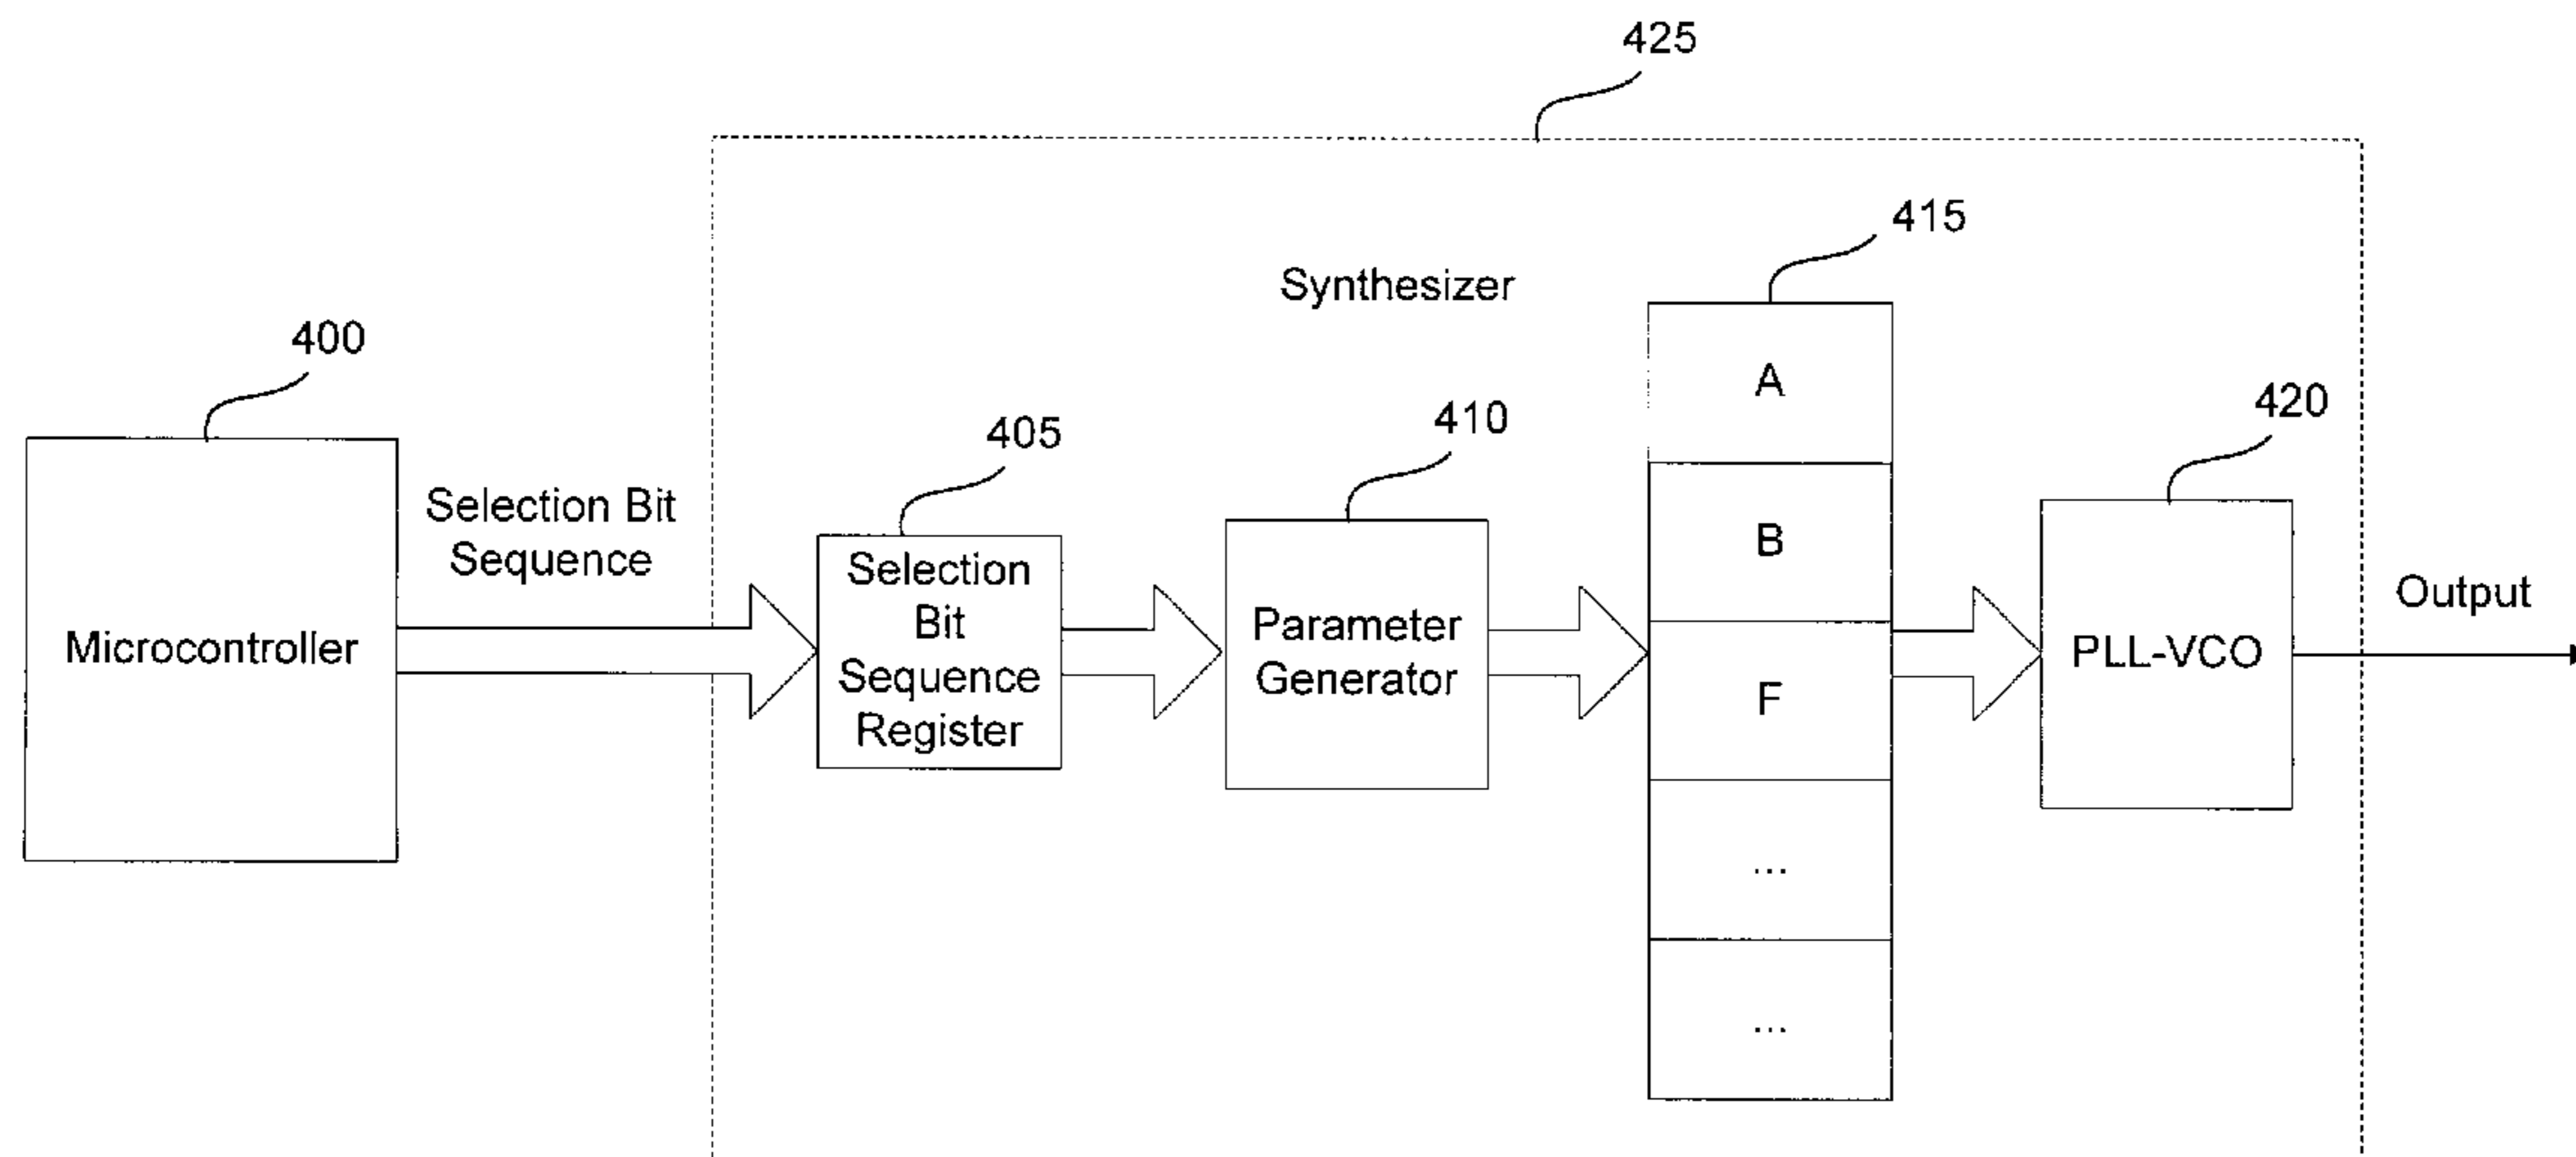 425
415
Synthesizer
400
A
420
410
405
Selection Bit
Sequence
B
Output
Selection
Bit
Sequence
Register
Parameter
Generator
Microcontroller
PLL-VCO
F
...
...